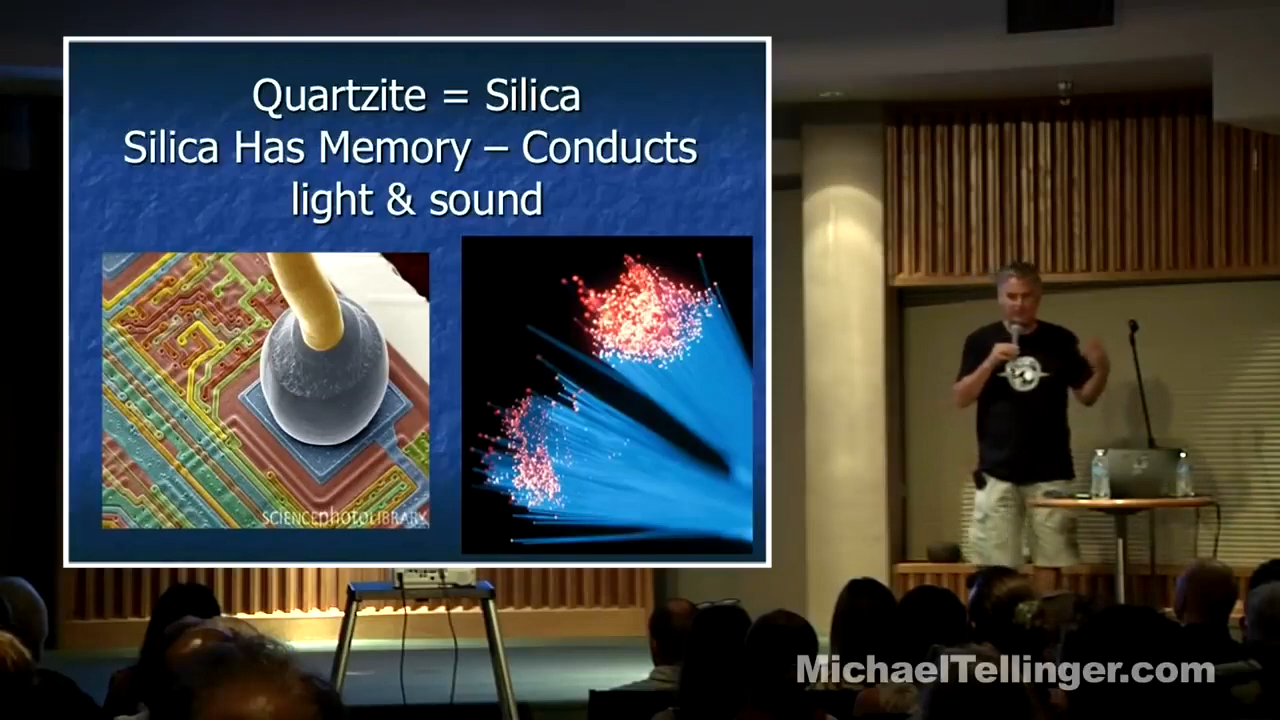 Quartzite = Silica
Silica Has Memory – Conducts
light & sound
SCIENCEphOtOLIBRARY
MichaelTellinger.com